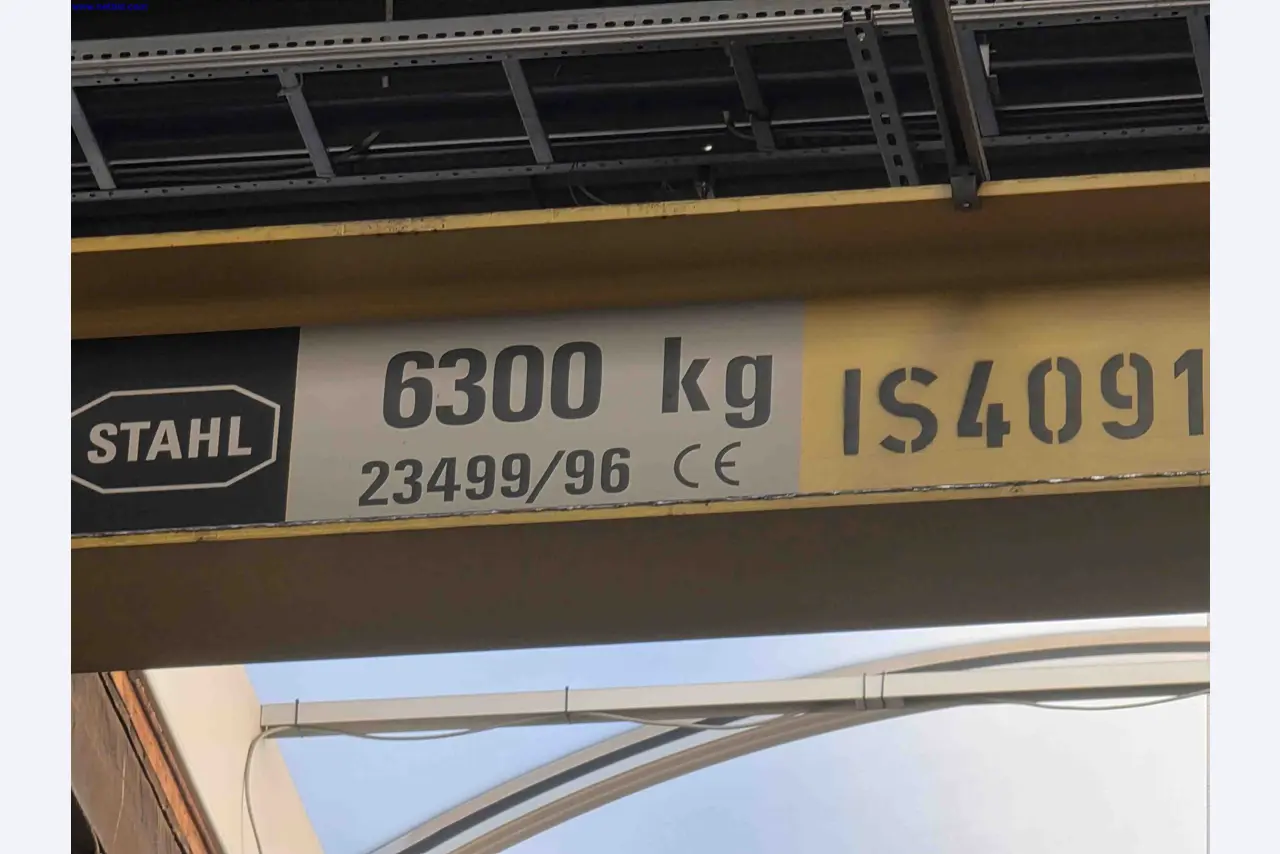 STAHL
6300 kg
23499/96 CE
IS4091